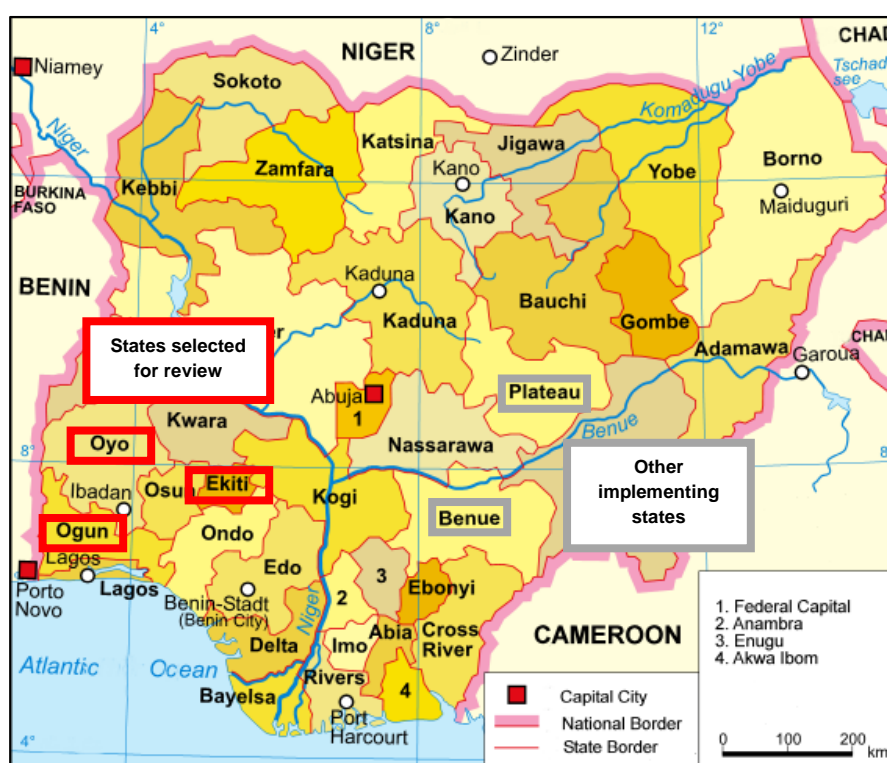 4°
8°
12°
NIGER
Zinder
CHAD
Niamey
Sokoto
Komadugu Yobe
Tschad-
see
Niger
Katsina
Jigawa
Kano
Borno
Zamfara
Yobe
Kebbi
BURKINA
FASO
Kano
Maiduguri
BENIN
Kaduna
Bauchi
Kaduna
Gombe
Adamawa
CHAD
Garoua
States selected
for review
er
Abuja
1
Plateau
Kwara
Benue
Oyo
Nassarawa
8°
8
Other
implementing
states
Ibadan
Osun
Ekiti
Kogi
Benue
Ogun
Ondo
Lagos
Edo
3
Ebonyi
Porto
Novo
Lagos
Benin-Stadt
(Benin City)
Niger
2
Abia
Cross
River
Delta
Imo
CAMEROON
Atlantic Ocean
Bayelsa
Rivers
4
Port
Harcourt
4°
1. Federal Capital
2. Anambra
3. Enugu
4. Akwa Ibom
Capital City
National Border
State Border
0 100 200
km